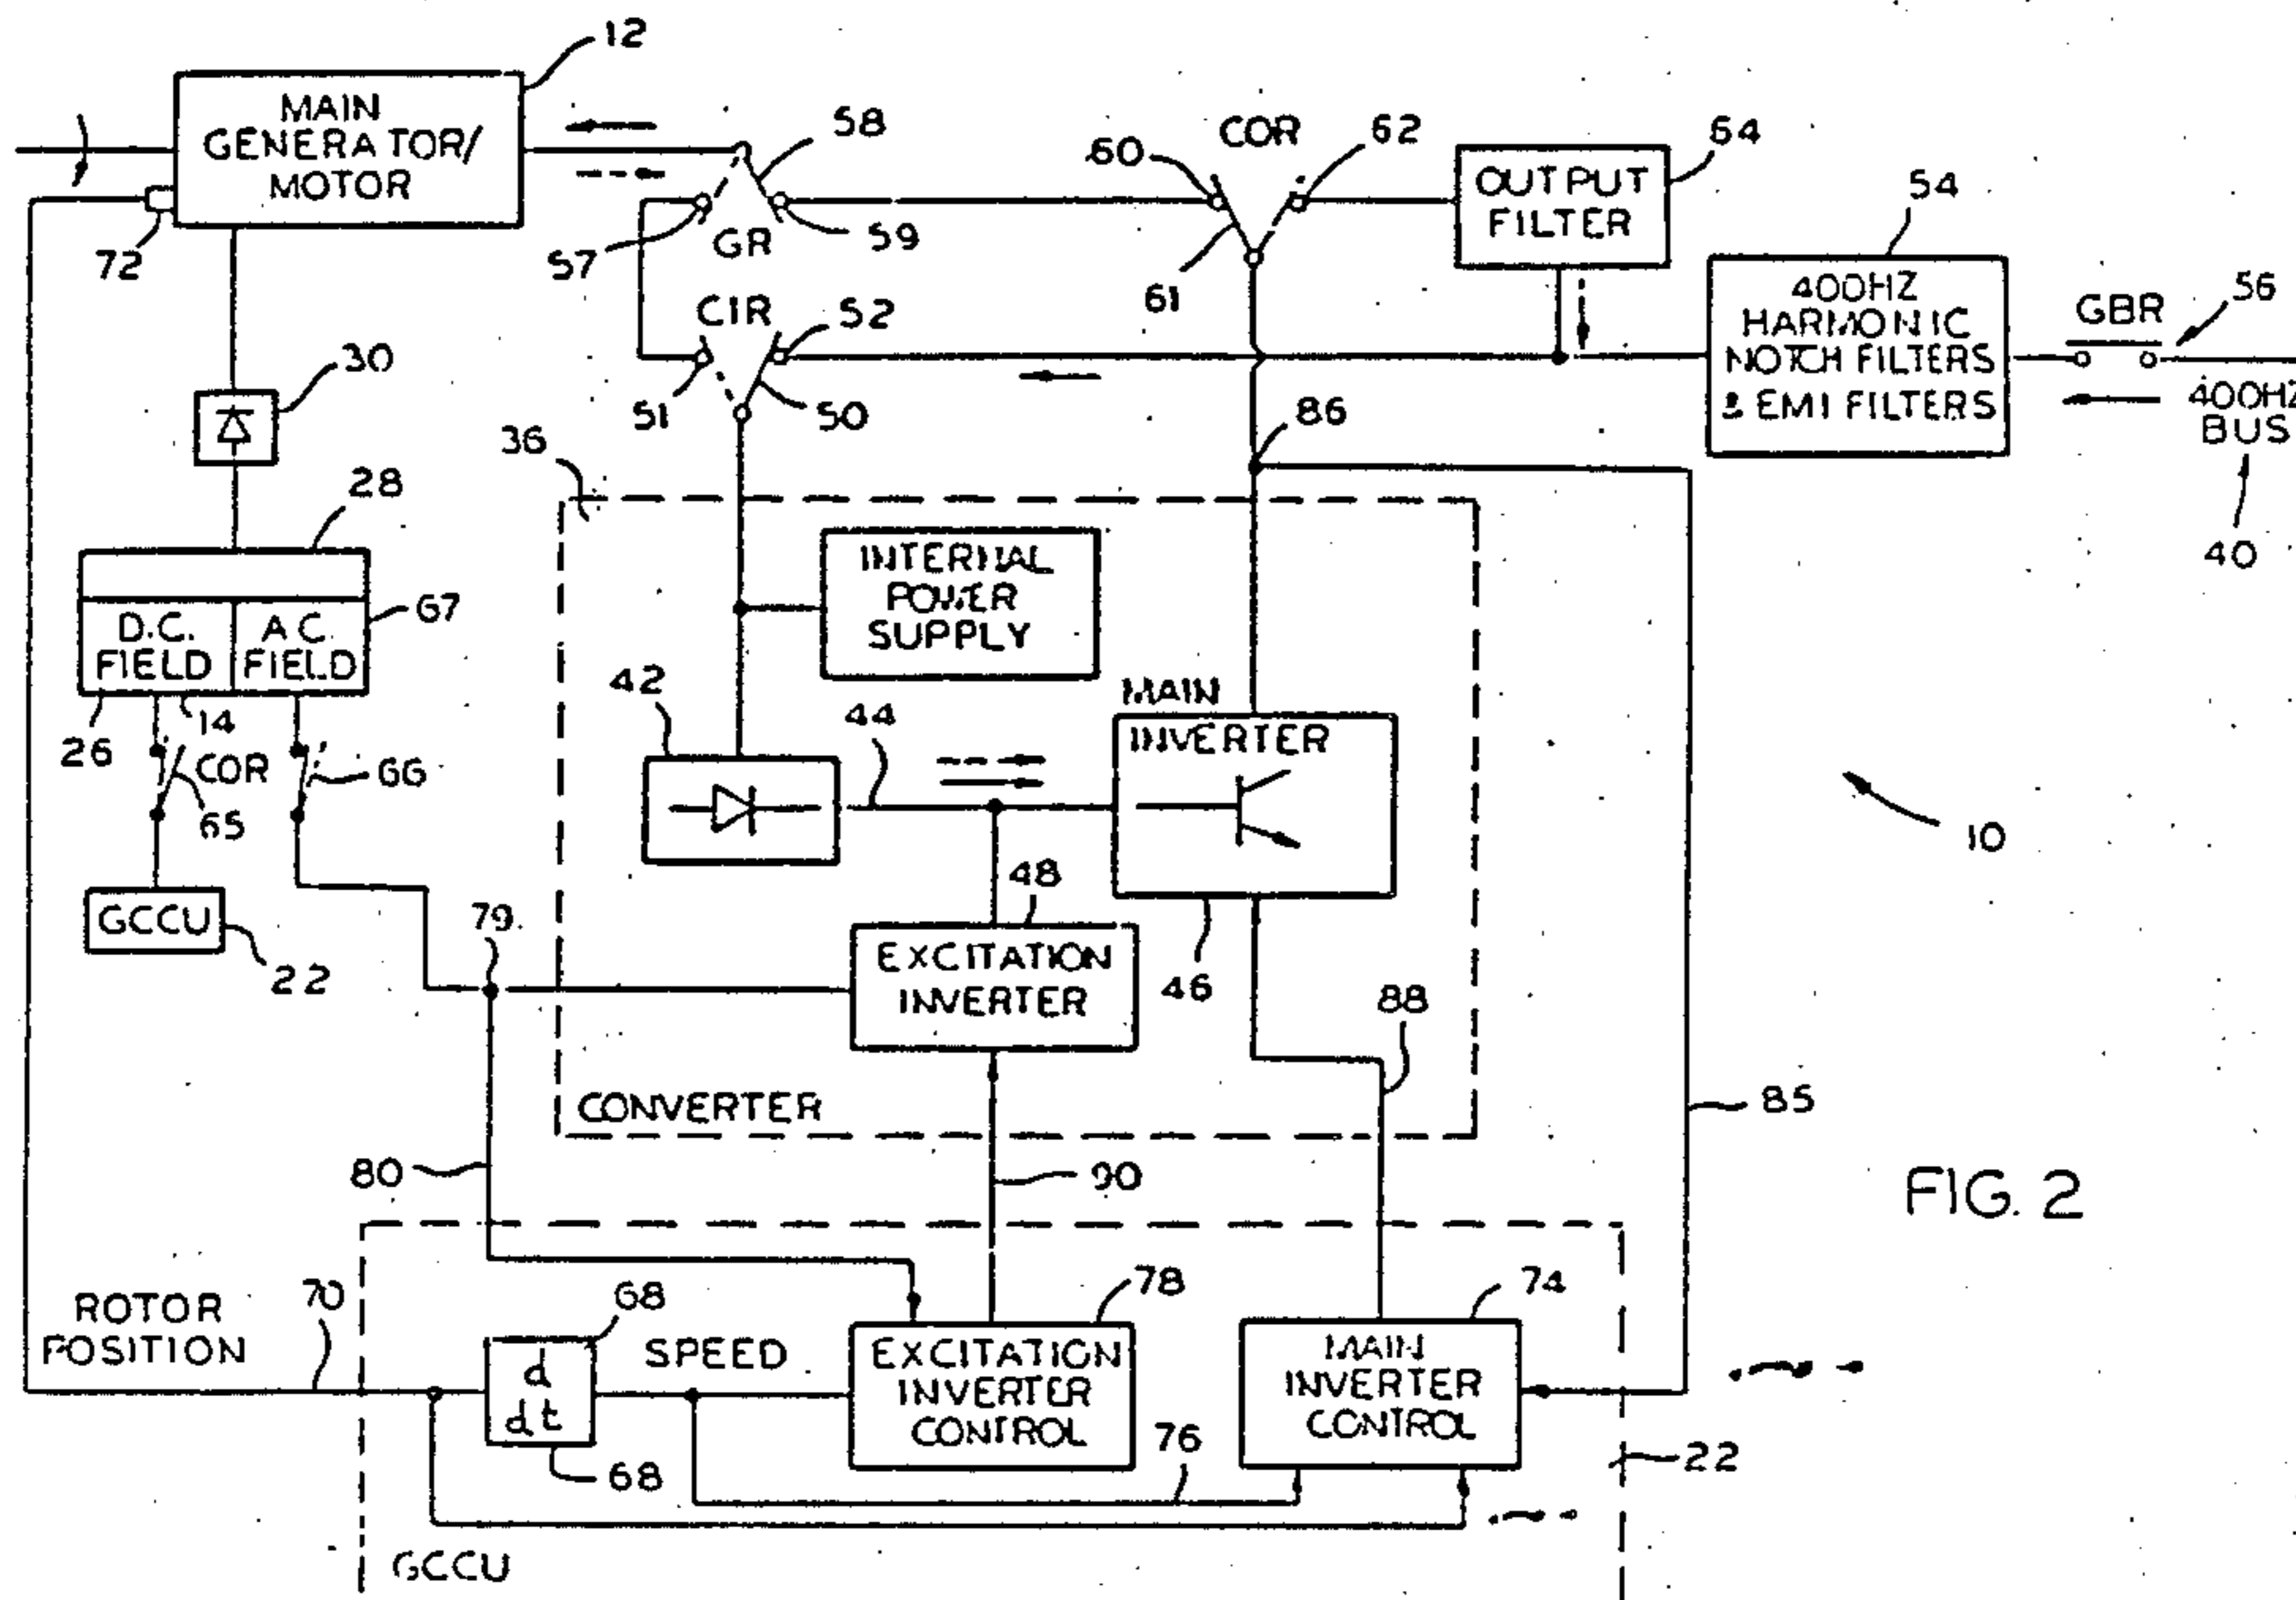 12
MAIN
GENERATOR/
MOTOR
72
58
57
GR
59
60
COR
62
61
64
OUTPUT
FILTER
54
400HZ
HARMONIC
NOTCH FILTERS
& EMI FILTERS
GBR
56
400HZ
BUS
40
CIR
52
51
50
30
36
86
28
D.C.
FIELD
A.C.
FIELD
67
26
14
COR
65
66
GCCU
22
INTERNAL
POWER
SUPPLY
42
44
MAIN
INVERTER
46
48
EXCITATION
INVERTER
79
88
10
CONVERTER
80
90
85
FIG. 2
ROTOR
POSITION
70
68
d
dt
68
SPEED
78
EXCITATION
INVERTER
CONTROL
74
MAIN
INVERTER
CONTROL
76
22
GCCU